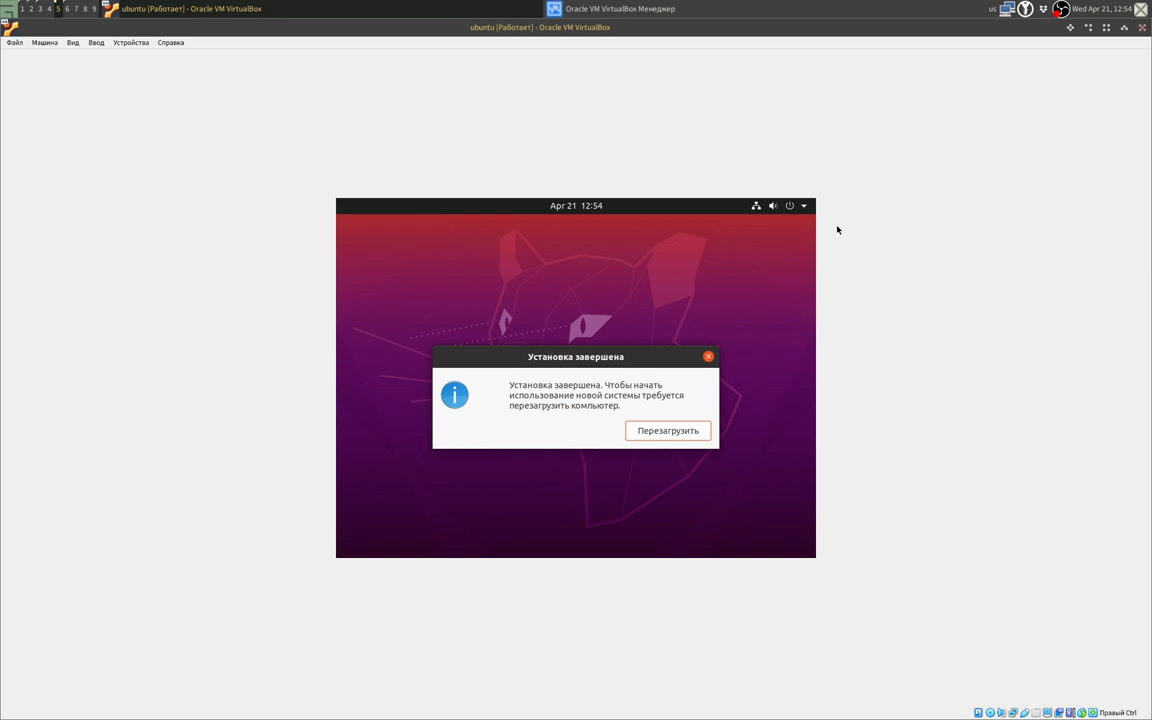 1 2 3 4 5 6 7 8 9 ubuntu [Работает] - Oracle VM VirtualBox Oracle VM VirtualBox Менеджер us Wed Apr 21, 12:54
ubuntu [Работает] - Oracle VM VirtualBox
Файл Машина Вид Ввод Устройства Справка
Apr 21 12:54
Установка завершена
Установка завершена. Чтобы начать
использование новой системы требуется
перезагрузить компьютер.
Перезагрузить
Правый Ctrl